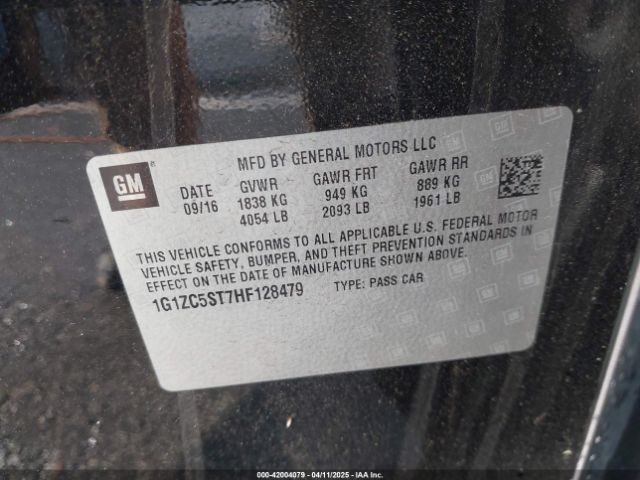 GM ®
MFD BY GENERAL MOTORS LLC
DATE GVWR GAWR FRT GAWR RR
09/16 1838 KG 949 KG 889 KG
4054 LB 2093 LB 1961 LB
THIS VEHICLE CONFORMS TO ALL APPLICABLE U.S. FEDERAL MOTOR
VEHICLE SAFETY, BUMPER, AND THEFT PREVENTION STANDARDS IN
EFFECT ON THE DATE OF MANUFACTURE SHOWN ABOVE.
1G1ZC5ST7HF128479 TYPE: PASS CAR
000-42004079 - 04/11/2025 - IAA Inc.